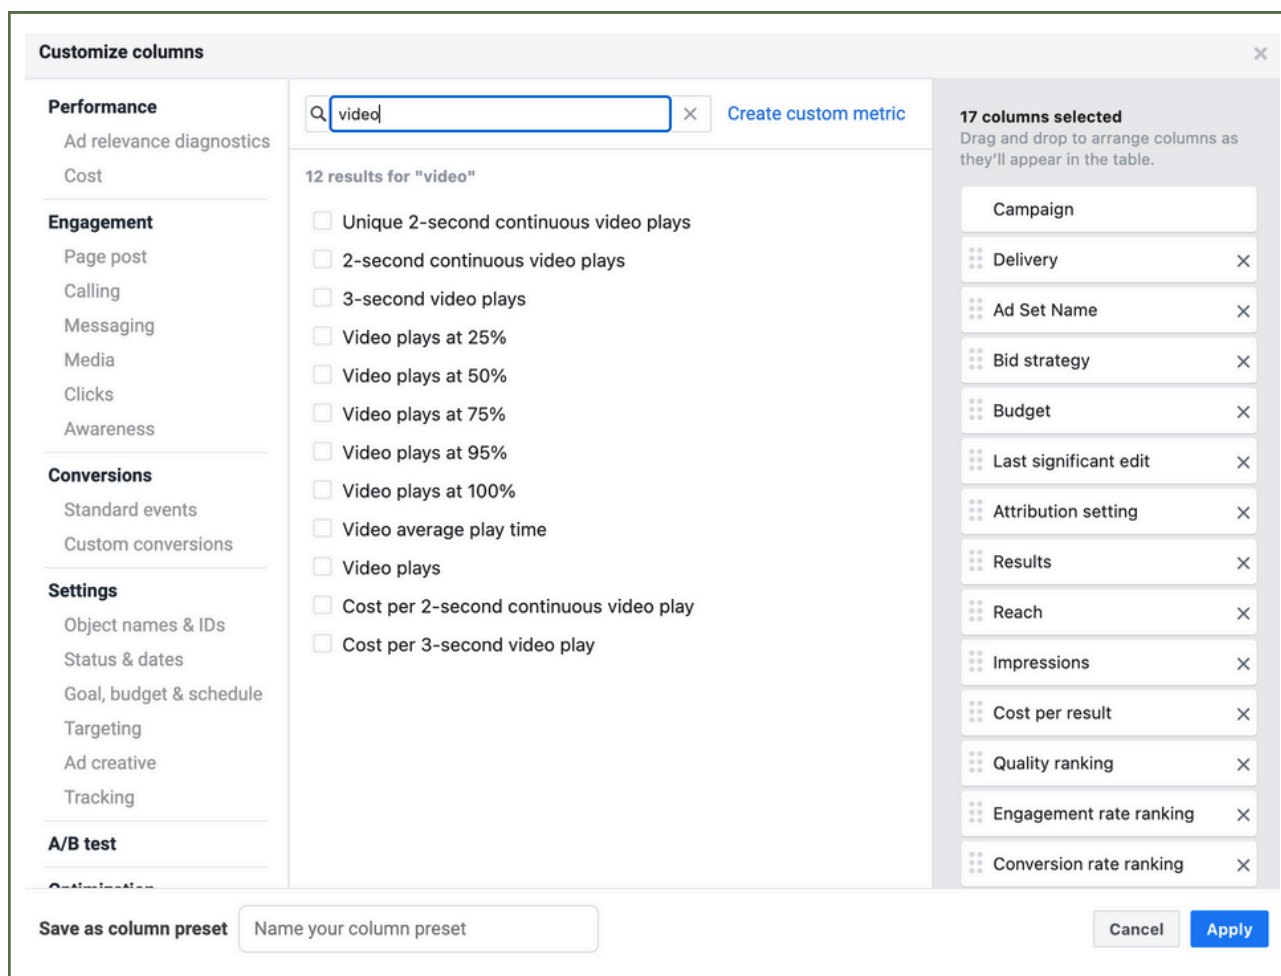 Customize columns
Performance
Ad relevance diagnostics
Cost
Engagement
Page post
Calling
Messaging
Media
Clicks
Awareness
Conversions
Standard events
Custom conversions
Settings
Object names & IDs
Status & dates
Goal, budget & schedule
Targeting
Ad creative
Tracking
A/B test
Optimization
video
Create custom metric
12 results for "video"
Unique 2-second continuous video plays
2-second continuous video plays
3-second video plays
Video plays at 25%
Video plays at 50%
Video plays at 75%
Video plays at 95%
Video plays at 100%
Video average play time
Video plays
Cost per 2-second continuous video play
Cost per 3-second video play
17 columns selected
Drag and drop to arrange columns as
they'll appear in the table.
Campaign
Delivery
Ad Set Name
Bid strategy
Budget
Last significant edit
Attribution setting
Results
Reach
Impressions
Cost per result
Quality ranking
Engagement rate ranking
Conversion rate ranking
Save as column preset
Name your column preset
Cancel
Apply